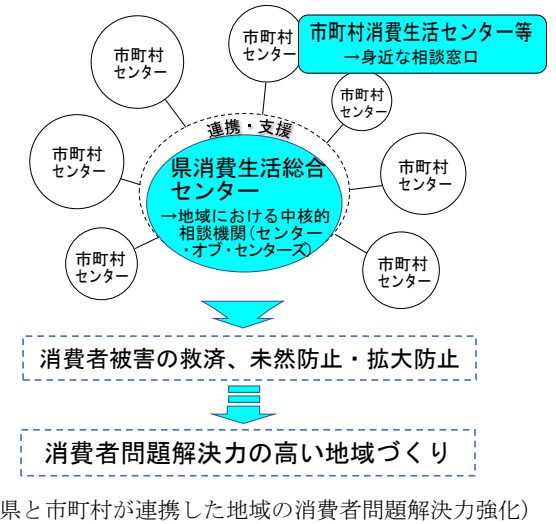 市町村消費生活センター等
→身近な相談窓口
市町村
センター
市町村
センター
市町村
センター
市町村
センター
市町村
センター
市町村
センター
市町村
センター
連携・支援
県消費生活総合
センター
→地域における中核的
相談機関(センター
・オブ・センターズ)
消費者被害の救済、未然防止・拡大防止
消費者問題解決力の高い地域づくり
県と市町村が連携した地域の消費者問題解決力強化)